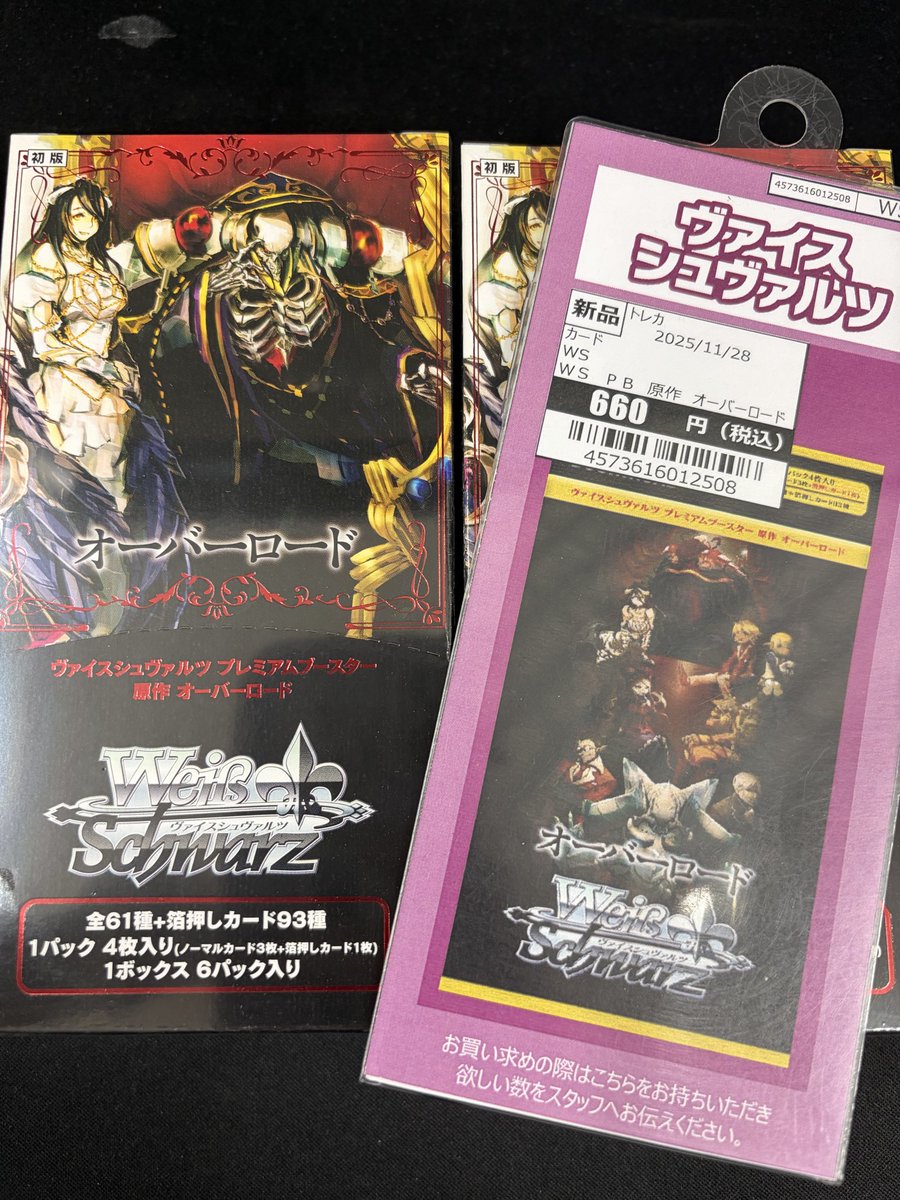 初版
オーバーロード
ヴァイスシュヴァルツ プレミアムブースター
原作 オーバーロード
Weiß
ヴァイスシュヴァルツ
Schwarz
全61種+箔押しカード93種
1パック 4枚入り(ノーマルカード3枚+箔押しカード1枚)
1ボックス 6パック入り
初版
4573616012508
WS
ヴァイス
シュヴァルツ
新品
トレカ
2025/11/28
カード
WS
WS PB 原作 オーバーロード
660 円(税込)
4573616012508
ヴァイスシュヴァルツ プレミアムブースター 原作 オーバーロード
オーバーロード
Weiß
ヴァイスシュヴァルツ
Schwarz
お買い求めの際はこちらをお持ちいただき
欲しい数をスタッフへお伝えください。